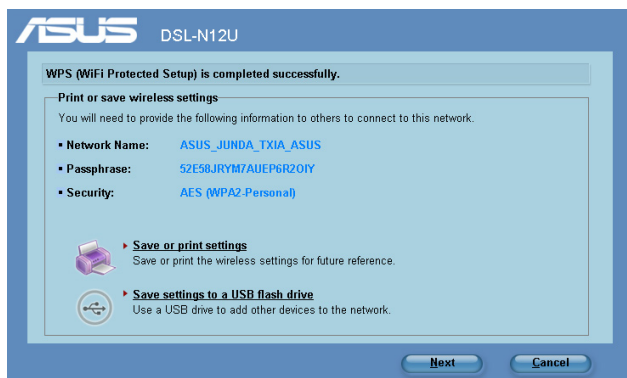 ASUS DSL-N12U
WPS (WiFi Protected Setup) is completed successfully.
Print or save wireless settings
You will need to provide the following information to others to connect to this network.
Network Name: ASUS_JUNDA_TXIA_ASUS
Passphrase: 52E58JRYM7AUEP6R2OIY
Security: AES (WPA2-Personal)
Save or print settings
Save or print the wireless settings for future reference.
Save settings to a USB flash drive
Use a USB drive to add other devices to the network.
Next Cancel